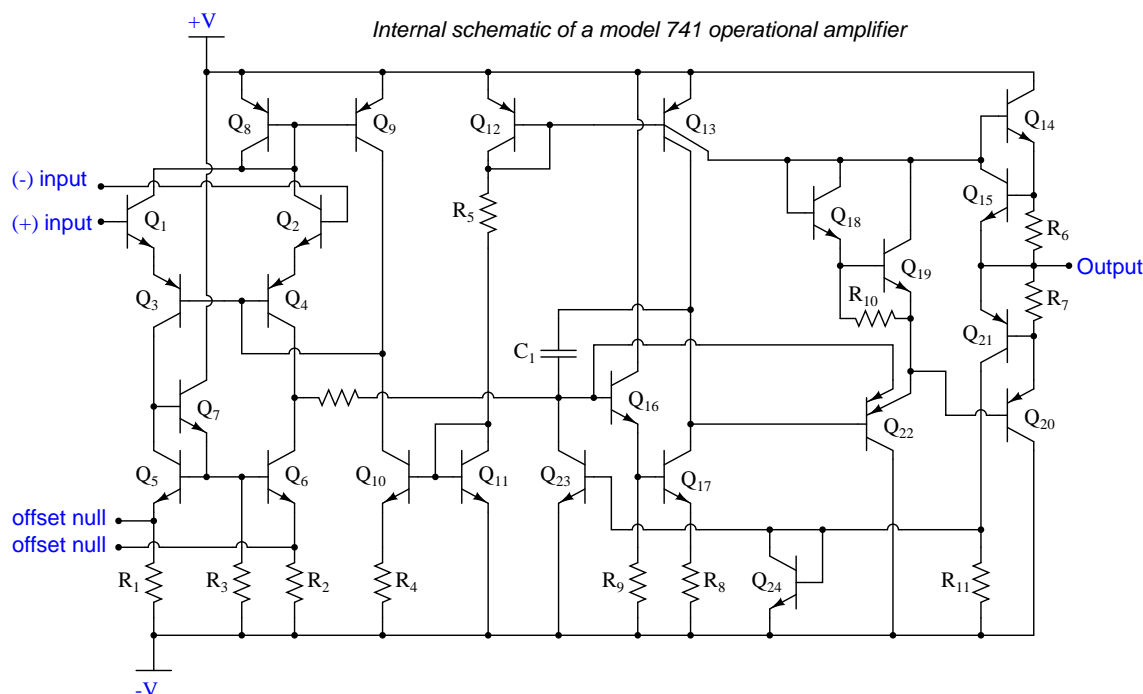 +V
Internal schematic of a model 741 operational amplifier
Q8
Q9
Q12
Q13
Q14
(-) input
(+) input
Q1
Q2
R5
Q15
Q18
R6
Output
Q19
Q3
Q4
R10
R7
C1
Q21
Q7
Q16
Q22
Q20
Q5
Q6
Q10
Q11
Q23
Q17
offset null
offset null
R1
R3
R2
R4
R9
R8
Q24
R11
-V